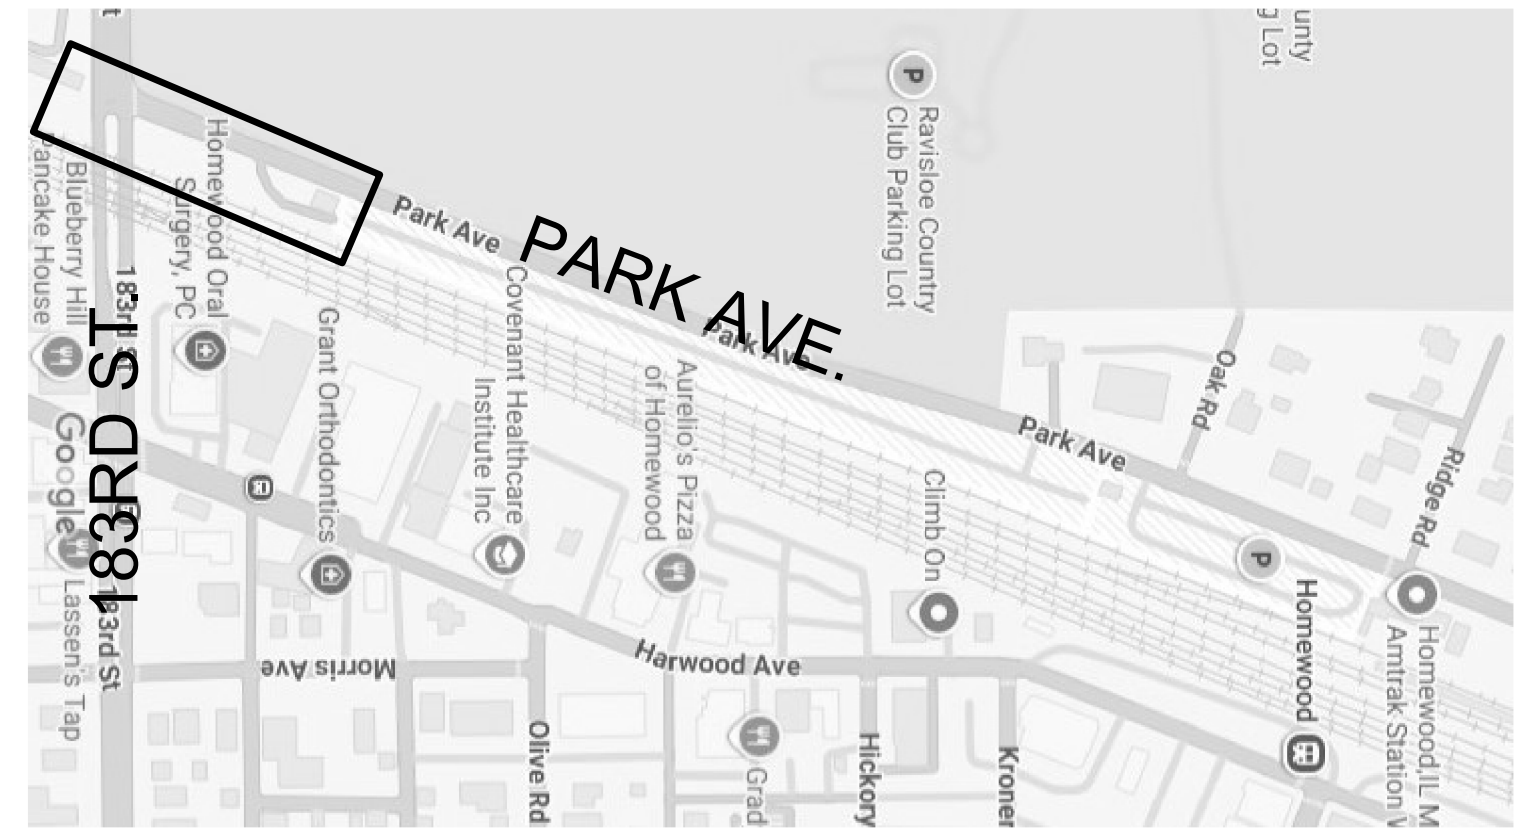 unty
g Lot
P
Ravisloe Country
Club Parking Lot
Homewood Oral
Surgery, PC
Blueberry Hill
Pancake House
Park Ave
PARK AVE.
Park Ave
183rd St
183RD ST.
Grant Orthodontics
Covenant Healthcare
Institute Inc
Aurelio's Pizza
of Homewood
Oak Rd
Park Ave
Ridge Rd
Climb On
Google
P
Homewood
Homewood, IL
Amtrak Station
183rd St
Lassen's Tap
Morris Ave
Harwood Ave
Olive Rd
Hickory
Kroner
Grad